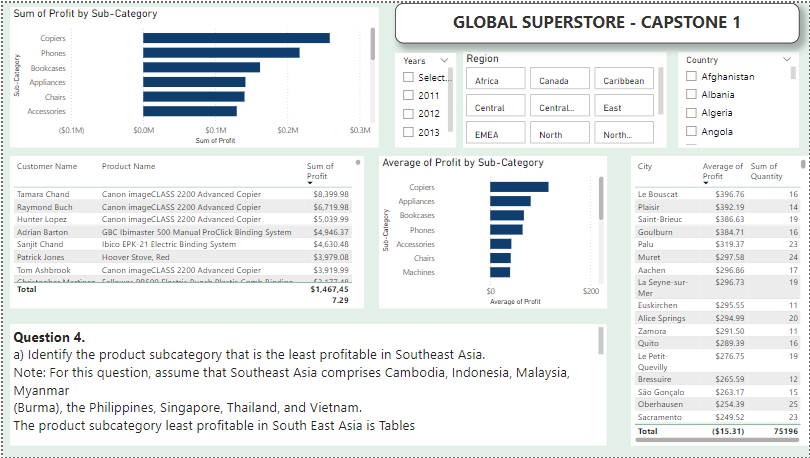 Sum of Profit by Sub-Category
Sub-Category
Copiers
Phones
Bookcases
Appliances
Chairs
Accessories
($0.1M) $0.0M $0.1M $0.2M $0.3M
Sum of Profit
GLOBAL SUPERSTORE - CAPSTONE 1
Years
Select...
2011
2012
2013
Region
Africa Canada Caribbean
Central Central... East
EMEA North North...
Country
Afghanistan
Albania
Algeria
Angola
Customer Name Product Name Sum of Profit
Tamara Chand Canon imageCLASS 2200 Advanced Copier $8,399.98
Raymond Buch Canon imageCLASS 2200 Advanced Copier $6,719.98
Hunter Lopez Canon imageCLASS 2200 Advanced Copier $5,039.99
Adrian Barton GBC Ibimaster 500 Manual ProClick Binding System $4,946.37
Sanjit Chand Ibico EPK-21 Electric Binding System $4,630.48
Patrick Jones Hoover Stove, Red $3,979.08
Tom Ashbrook Canon imageCLASS 2200 Advanced Copier $3,919.99
Total $1,467,45
7.29
Average of Profit by Sub-Category
Sub-Category
Copiers
Appliances
Bookcases
Phones
Accessories
Chairs
Machines
$0 $200
Average of Profit
City Average of Profit Sum of Quantity
Le Bouscat $396.76 16
Plaisir $392.19 14
Saint-Brieuc $386.63 19
Goulburn $384.71 16
Palu $319.37 23
Muret $297.58 24
Aachen $296.86 17
La Seyne-sur-
Mer $296.73 19
Euskirchen $295.55 11
Alice Springs $294.99 20
Zamora $291.50 11
Quito $289.39 16
Le Petit-
Quevilly $276.75 19
Bressuire $265.59 12
São Gonçalo $263.17 15
Oberhausen $254.39 25
Sacramento $249.52 23
Total ($15.31) 75196
Question 4.
a) Identify the product subcategory that is the least profitable in Southeast Asia.
Note: For this question, assume that Southeast Asia comprises Cambodia, Indonesia, Malaysia,
Myanmar
(Burma), the Philippines, Singapore, Thailand, and Vietnam.
The product subcategory least profitable in South East Asia is Tables